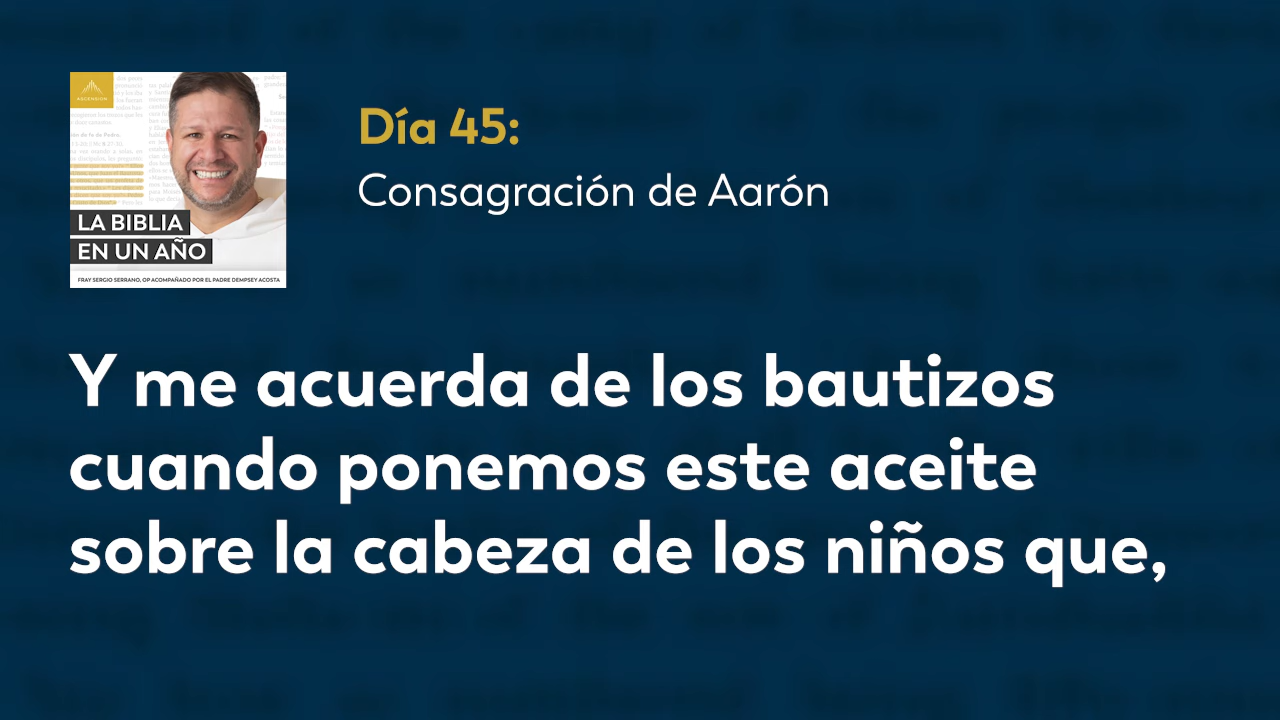 ASCENSION
LA BIBLIA
EN UN AÑO
FRAY SERGIO SERRANO, OP ACOMPAÑADO POR EL PADRE DEMPSEY ACOSTA
Día 45:
Consagración de Aarón
Y me acuerda de los bautizos
cuando ponemos este aceite
sobre la cabeza de los niños que,